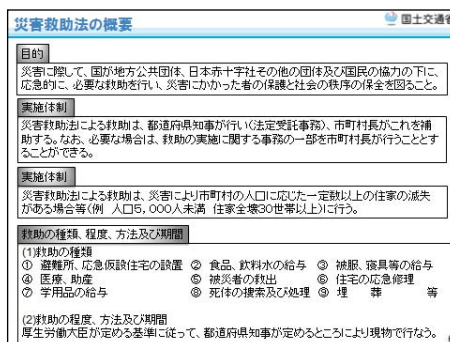 災害救助法の概要
国土交通省
目的
災害に際して、国が地方公共団体、日本赤十字社その他の団体及び国民の協力の下に、
応急的に、必要な救助を行い、災害にかかった者の保護と社会の秩序の保全を図ること。
実施体制
災害救助法による救助は、都道府県知事が行い(法定受託事務)、市町村長がこれを補
助する。なお、必要な場合は、救助の実施に関する事務の一部を市町村長が行うこととす
ることができる。
実施体制
災害救助法による救助は、災害により市町村の人口に応じた一定数以上の住家の滅失
がある場合等(例 人口5,000人未満 住家全壊30世帯以上)に行う。
救助の種類、程度、方法及び期間
(1)救助の種類
① 避難所、応急仮設住宅の設置 ② 食品、飲料水の給与 ③ 被服、寝具等の給与
④ 医療、助産 ⑤ 被災者の救出 ⑥ 住宅の応急修理
⑦ 学用品の給与 ⑧ 死体の捜索及び処理 ⑨ 埋 葬 等
(2)救助の程度、方法及び期間
厚生労働大臣が定める基準に従って、都道府県知事が定めるところにより現物で行なう。